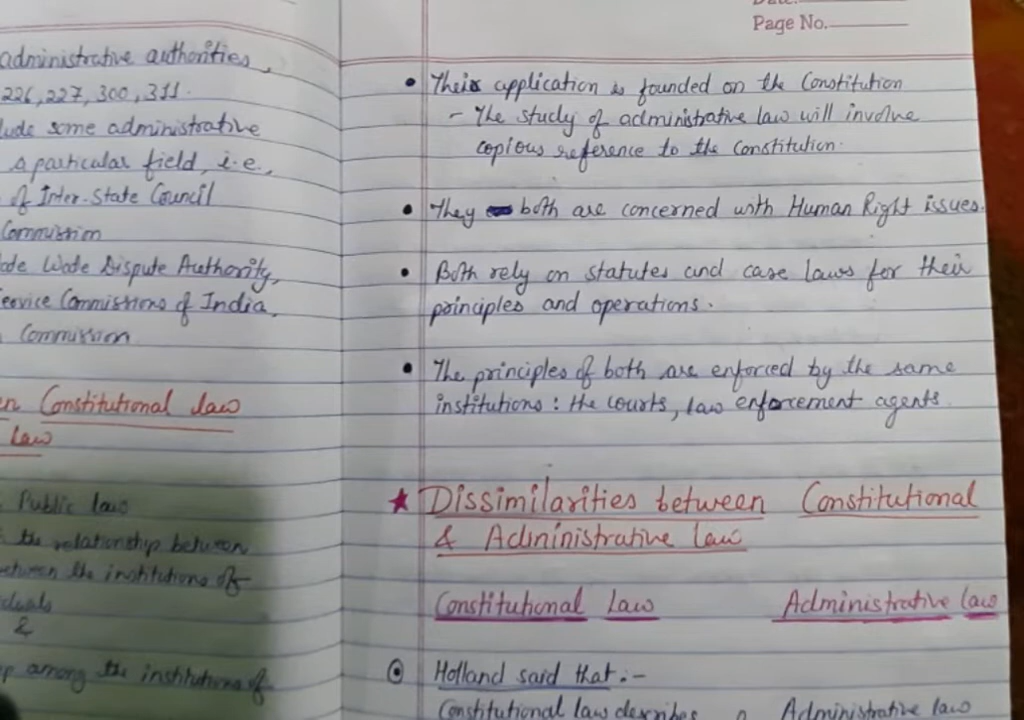 administrative authorities,
226, 227, 300, 311.
some administrative
a particular field, i.e.,
of Inter-State Council
Commission
Dispute Authority,
Commissions of India,
Commission
Constitutional law
law
Public law
the relationship between
between the institutions of
&
among the institutions of
Page No.
• Their application is founded on the Constitution
- The study of administrative law will involve
copious reference to the Constitution.
• They both are concerned with Human Right issues.
• Both rely on statutes and case laws for their
principles and operations.
• The principles of both are enforced by the same
institutions: the courts, law enforcement agents.
★ Dissimilarities between Constitutional
& Administrative law
Constitutional Law Administrative law
Holland said that:-
Constitutional law describes Administrative law